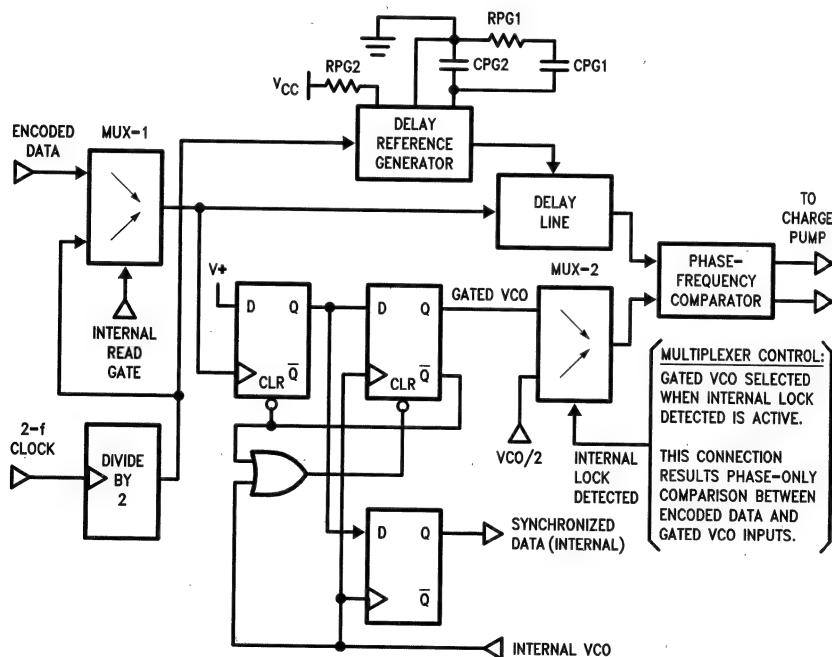 RPG1
CPG2
CPG1
RPG2
VCC
ENCODED
DATA
MUX-1
DELAY
REFERENCE
GENERATOR
DELAY
LINE
TO
CHARGE
PUMP
MUX-2
PHASE-
FREQUENCY
COMPARATOR
V+
GATED VCO
D Q
CLR Q
D Q
CLR Q
INTERNAL
READ
GATE
2-f
CLOCK
DIVIDE
BY
2
VCO/2
INTERNAL
LOCK
DETECTED
MULTIPLEXER CONTROL:
GATED VCO SELECTED
WHEN INTERNAL LOCK
DETECTED IS ACTIVE.
THIS CONNECTION
RESULTS PHASE-ONLY
COMPARISON BETWEEN
ENCODED DATA AND
GATED VCO INPUTS.
D Q
Q
SYNCHRONIZED
DATA (INTERNAL)
INTERNAL VCO